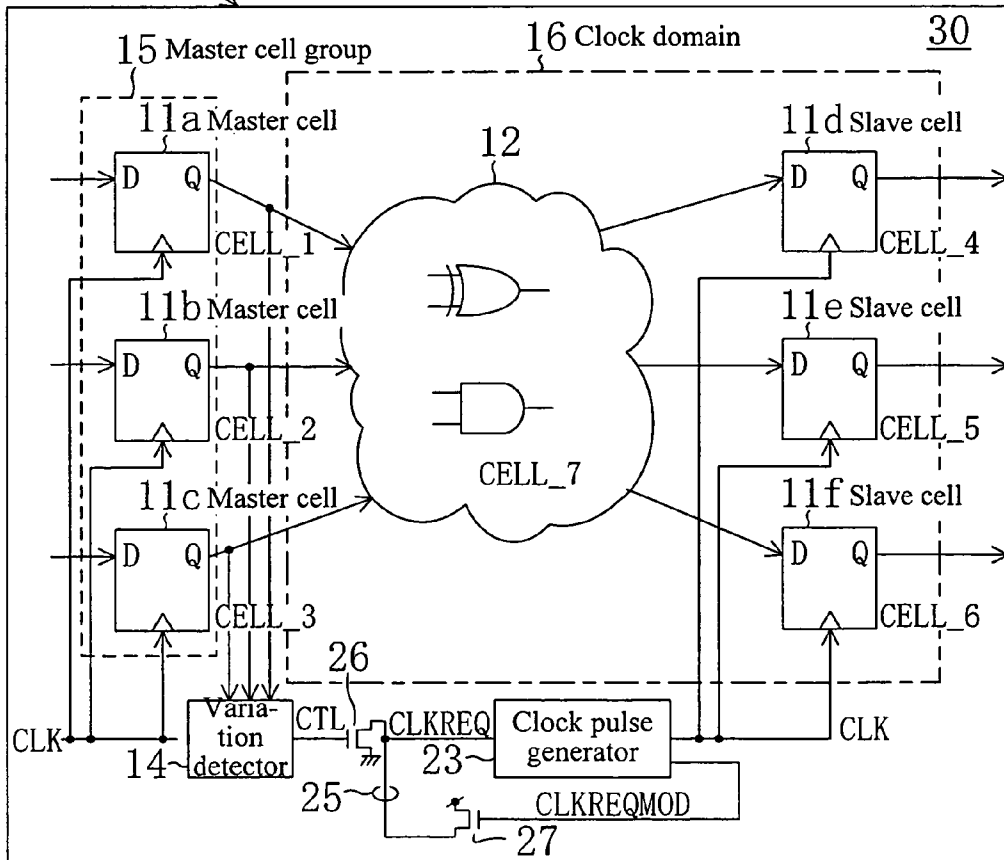 30
15 Master cell group
16 Clock domain
11a Master cell
D Q
CELL_1
11b Master cell
D Q
CELL_2
11c Master cell
D Q
CELL_3
12
CELL_7
11d Slave cell
D Q
CELL_4
11e Slave cell
D Q
CELL_5
11f Slave cell
D Q
CELL_6
CLK
14
Varia-
tion
detector
CTL
26
CLKREQ
25
23
Clock pulse
generator
CLK
CLKREQMOD
27